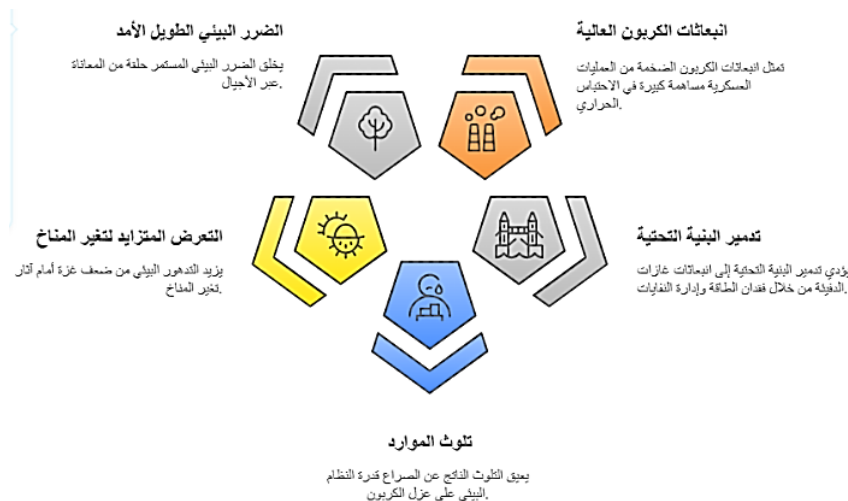 انبعاثات الكربون العالية
تمثل انبعاثات الكربون الضخمة من العمليات
العسكرية مساهمة كبيرة في الاحتباس
الحراري.
تدمير البنية التحتية
يؤدي تدمير البنية التحتية إلى انبعاثات غازات
الدفيئة من خلال فقدان الطاقة وإدارة النفايات.
تلوث الموارد
يعيق التلوث الناتج عن الصراع قدرة النظام
البيئي على عزل الكربون.
التعرض المتزايد لتغير المناخ
يزيد التدهور البيئي من ضعف غزة أمام آثار
تغير المناخ.
الضرر البيئي الطويل الأمد
يخلق الضرر البيئي المستمر حلقة من المعاناة
عبر الأجيال.